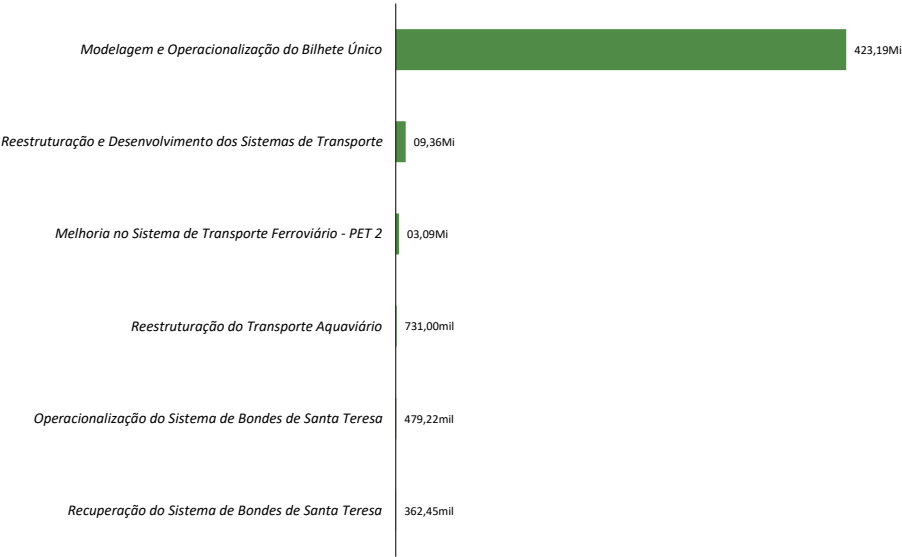 Modelagem e Operacionalização do Bilhete Único 423,19Mi
Reestruturação e Desenvolvimento dos Sistemas de Transporte 09,36Mi
Melhoria no Sistema de Transporte Ferroviário - PET 2 03,09Mi
Reestruturação do Transporte Aquaviário 731,00mil
Operacionalização do Sistema de Bondes de Santa Teresa 479,22mil
Recuperação do Sistema de Bondes de Santa Teresa 362,45mil